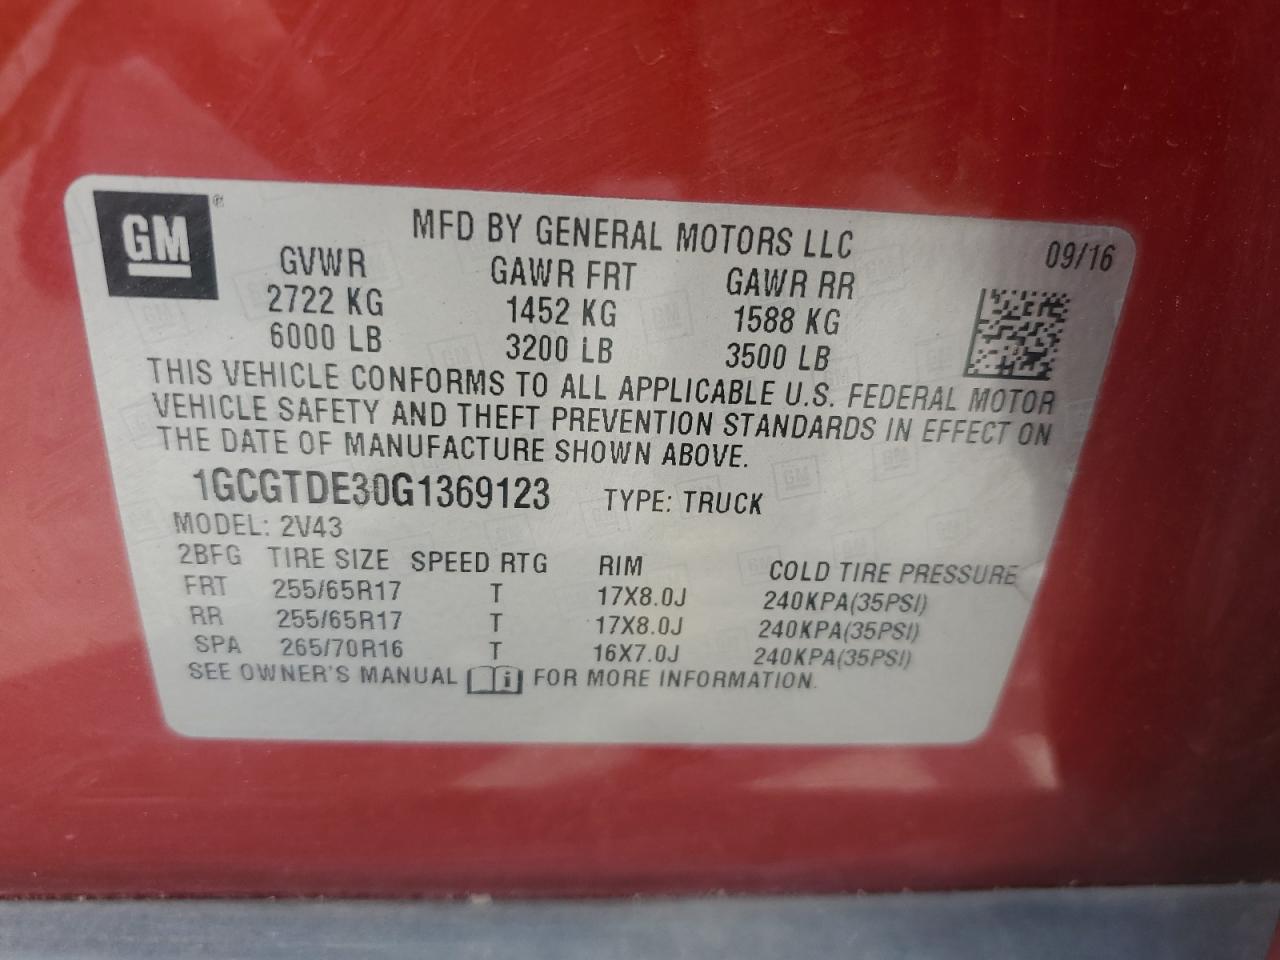 GM®
MFD BY GENERAL MOTORS LLC 09/16
GVWR GAWR FRT GAWR RR
2722 KG 1452 KG 1588 KG
6000 LB 3200 LB 3500 LB
THIS VEHICLE CONFORMS TO ALL APPLICABLE U.S. FEDERAL MOTOR
VEHICLE SAFETY AND THEFT PREVENTION STANDARDS IN EFFECT ON
THE DATE OF MANUFACTURE SHOWN ABOVE.
1GCGTDE30G1369123 TYPE: TRUCK
MODEL: 2V43
2BFG TIRE SIZE SPEED RTG RIM COLD TIRE PRESSURE
FRT 255/65R17 T 17X8.0J 240KPA(35PSI)
RR 255/65R17 T 17X8.0J 240KPA(35PSI)
SPA 265/70R16 T 16X7.0J 240KPA(35PSI)
SEE OWNER'S MANUAL i FOR MORE INFORMATION.